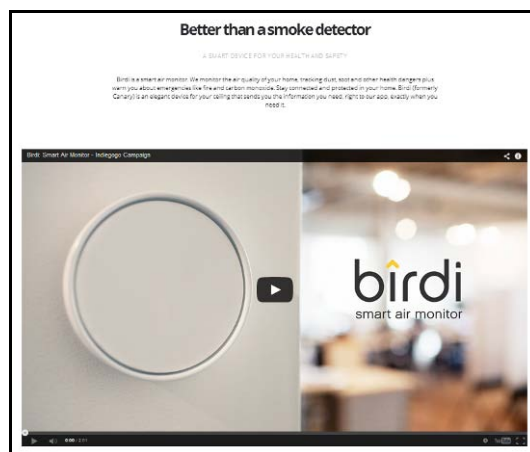 Better than a smoke detector
A SMART DEVICE FOR YOUR HEALTH AND SAFETY
Birdi is a smart air monitor. We monitor the air quality of your home, tracking dust, soot and other health dangers plus
warn you about emergencies like fire and carbon monoxide. Stay connected and protected in your home. Birdi (formerly
Canary) is an elegant device for your ceiling that sends you the information you need, right to our app, exactly when you
need it.
Birdi: Smart Air Monitor - Indiegogo Campaign
birdi
smart air monitor
0:00
YouTube